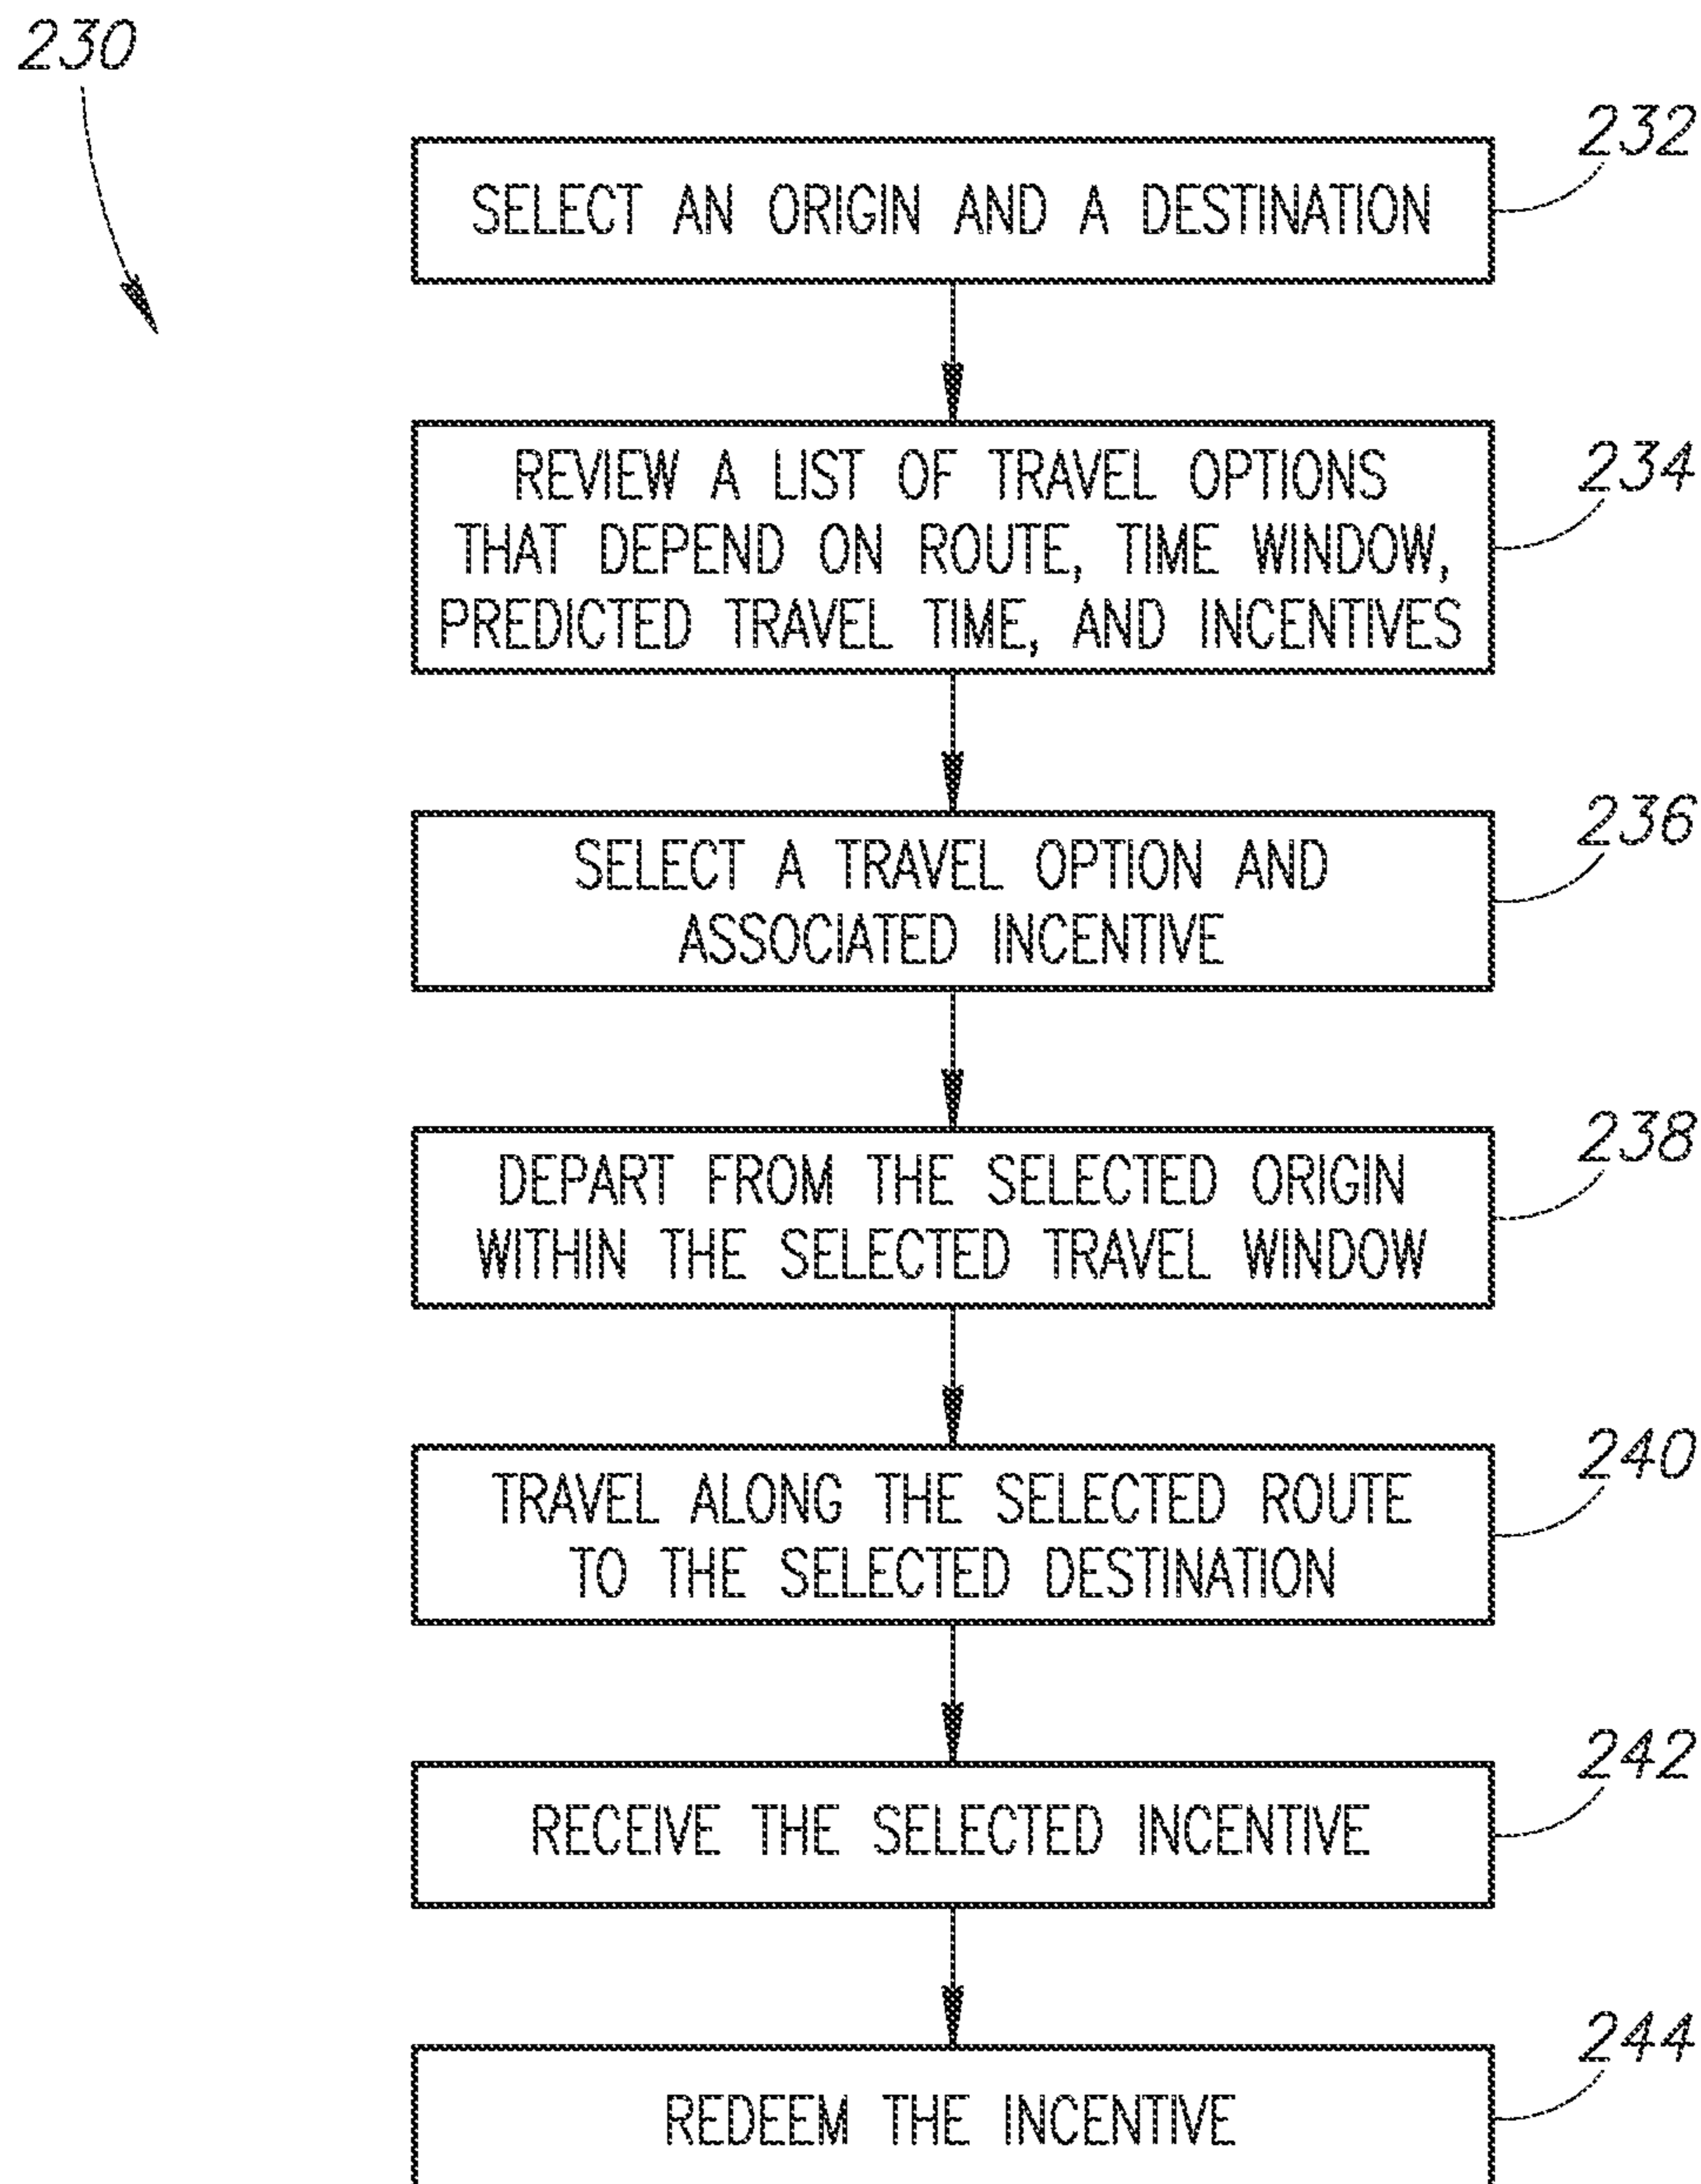 230
232
SELECT AN ORIGIN AND A DESTINATION
234
REVIEW A LIST OF TRAVEL OPTIONS
THAT DEPEND ON ROUTE, TIME WINDOW,
PREDICTED TRAVEL TIME, AND INCENTIVES
236
SELECT A TRAVEL OPTION AND
ASSOCIATED INCENTIVE
238
DEPART FROM THE SELECTED ORIGIN
WITHIN THE SELECTED TRAVEL WINDOW
240
TRAVEL ALONG THE SELECTED ROUTE
TO THE SELECTED DESTINATION
242
RECEIVE THE SELECTED INCENTIVE
244
REDEEM THE INCENTIVE